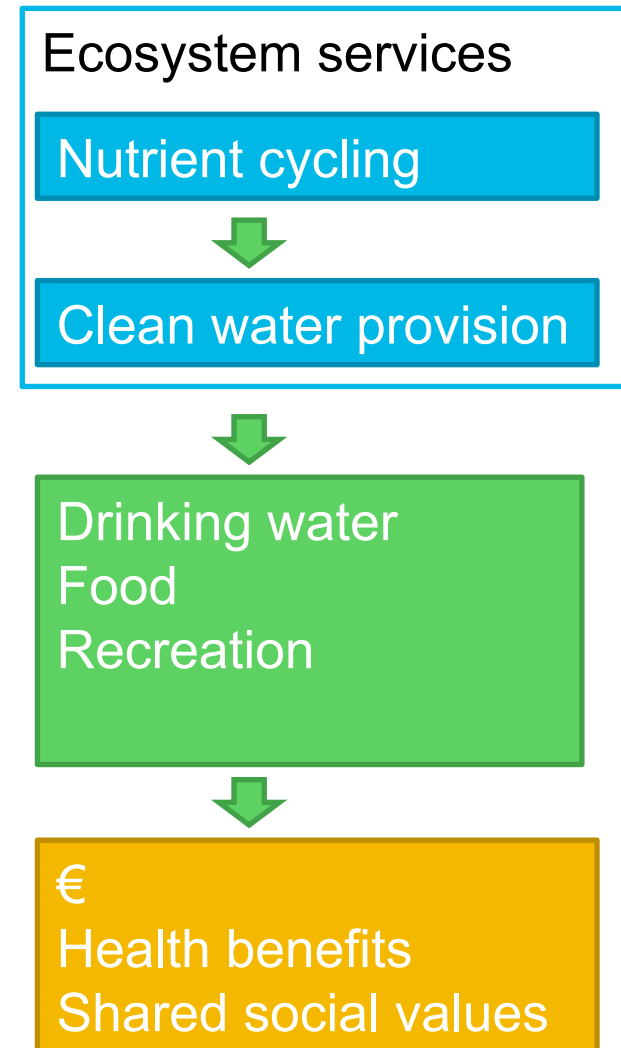 Ecosystem services
Nutrient cycling
Clean water provision
Drinking water
Food
Recreation
€
Health benefits
Shared social values